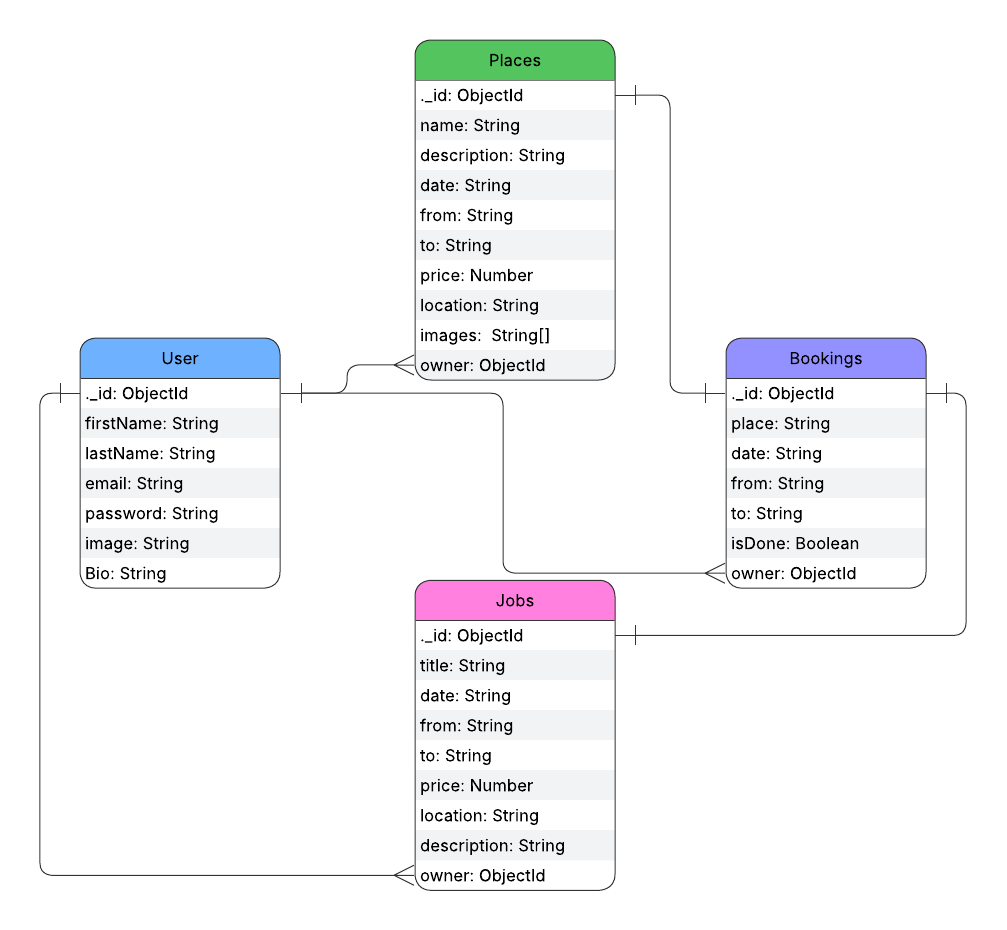 Places
._id: ObjectId
name: String
description: String
date: String
from: String
to: String
price: Number
location: String
images:  String[]
owner: ObjectId
User
._id: ObjectId
firstName: String
lastName: String
email: String
password: String
image: String
Bio: String
Bookings
._id: ObjectId
place: String
date: String
from: String
to: String
isDone: Boolean
owner: ObjectId
Jobs
._id: ObjectId
title: String
date: String
from: String
to: String
price: Number
location: String
description: String
owner: ObjectId